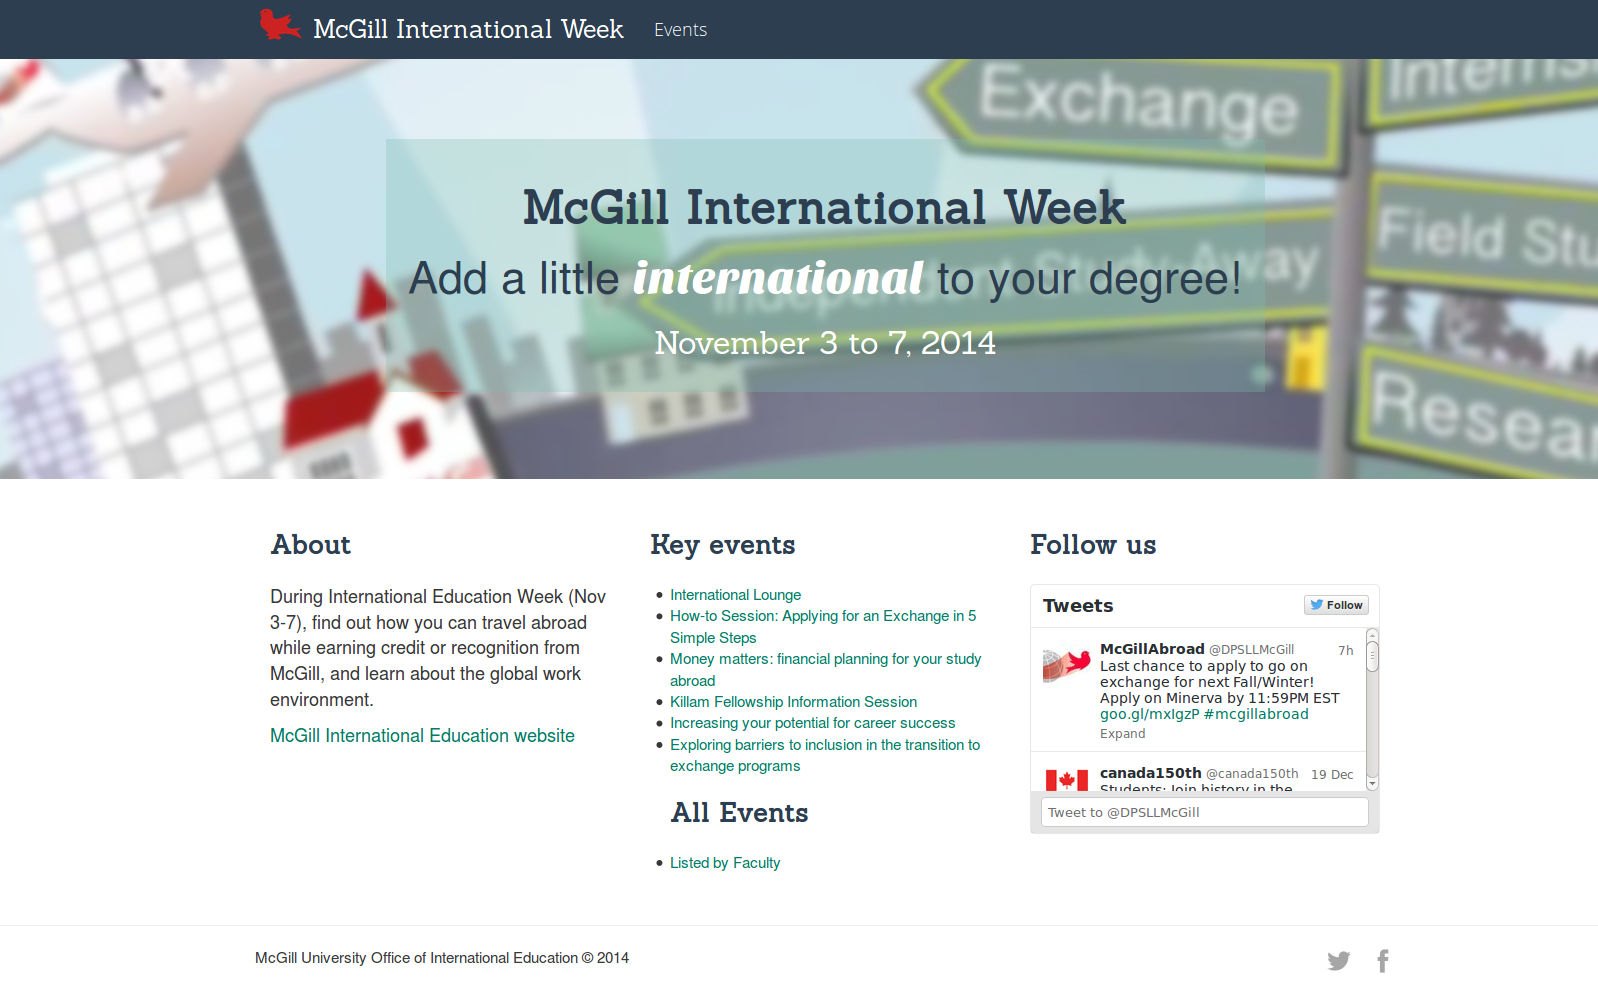 McGill International Week
Events
Exchange
McGill International Week
Add a little international to your degree!
November 3 to 7, 2014
Independent Study Away
Field Stu
Resear
About
During International Education Week (Nov
3-7), find out how you can travel abroad
while earning credit or recognition from
McGill, and learn about the global work
environment.
McGill International Education website
Key events
International Lounge
How-to Session: Applying for an Exchange in 5
Simple Steps
Money matters: financial planning for your study
abroad
Killam Fellowship Information Session
Increasing your potential for career success
Exploring barriers to inclusion in the transition to
exchange programs
All Events
Listed by Faculty
Follow us
Tweets
Follow
McGillAbroad @DPSLLMcGill 7h
Last chance to apply to go on
exchange for next Fall/Winter!
Apply on Minerva by 11:59PM EST
goo.gl/mxIgzP #mcgillabroad
Expand
canada150th @canada150th 19 Dec
Students: Join history in the
Tweet to @DPSLLMcGill
McGill University Office of International Education © 2014